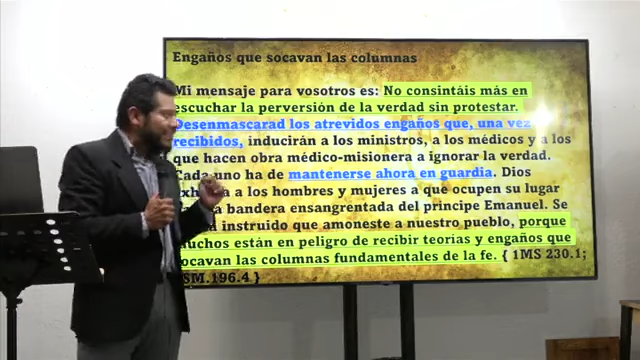 Engaños que socavan las columnas
Mi mensaje para vosotros es: No consintáis más en
escuchar la perversión de la verdad sin protestar.
Desenmascarad los atrevidos engaños que, una vez
recibidos, inducirán a los ministros, a los médicos y a los
que hacen obra médico-misionera a ignorar la verdad.
Cada uno ha de mantenerse ahora en guardia. Dios
a los hombres y mujeres a que ocupen su lugar
bandera ensangrentada del príncipe Emanuel. Se
instruido que amoneste a nuestro pueblo, porque
muchos están en peligro de recibir teorías y engaños que
socavan las columnas fundamentales de la fe. { 1MS 230.1;
SM.196.4 }